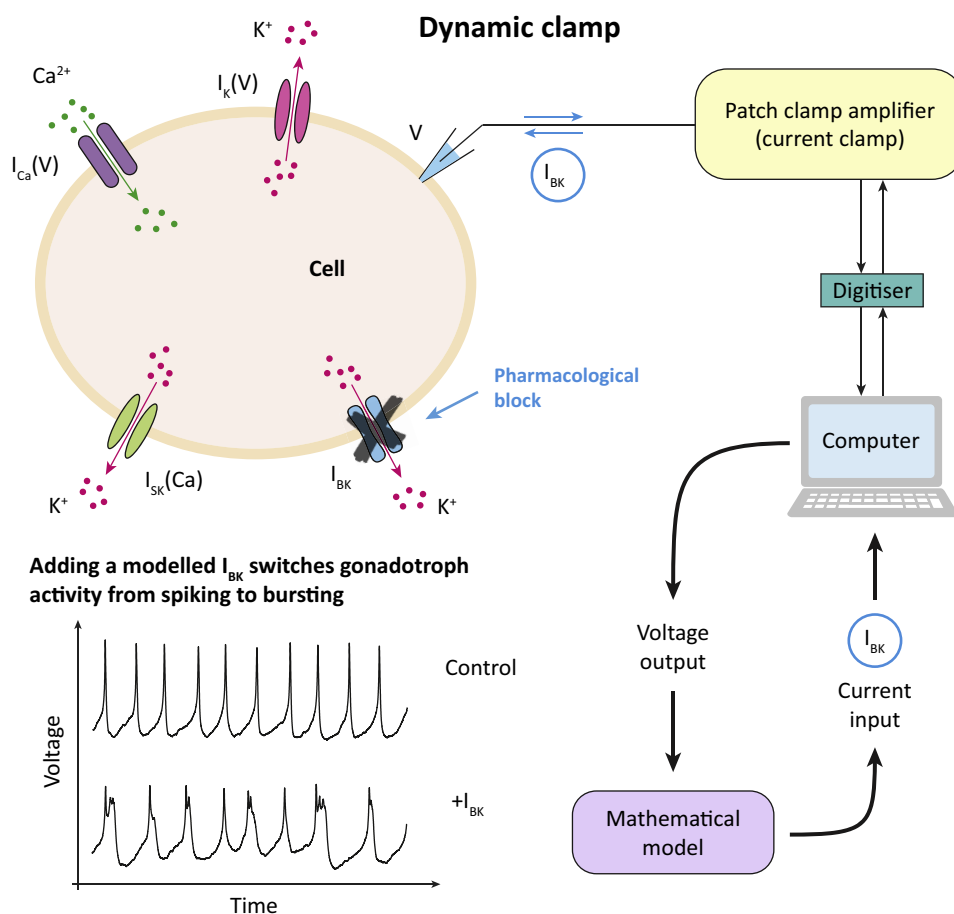 Dynamic clamp
K⁺
Ca²⁺
I_K(V)
I_Ca(V)
V
I_BK
Patch clamp amplifier
(current clamp)
Cell
Digitiser
Pharmacological
block
Computer
K⁺
I_SK(Ca)
I_BK
K⁺
Adding a modelled I_BK switches gonadotroph
activity from spiking to bursting
Voltage
Control
+I_BK
Time
Voltage
output
I_BK
Current
input
Mathematical
model